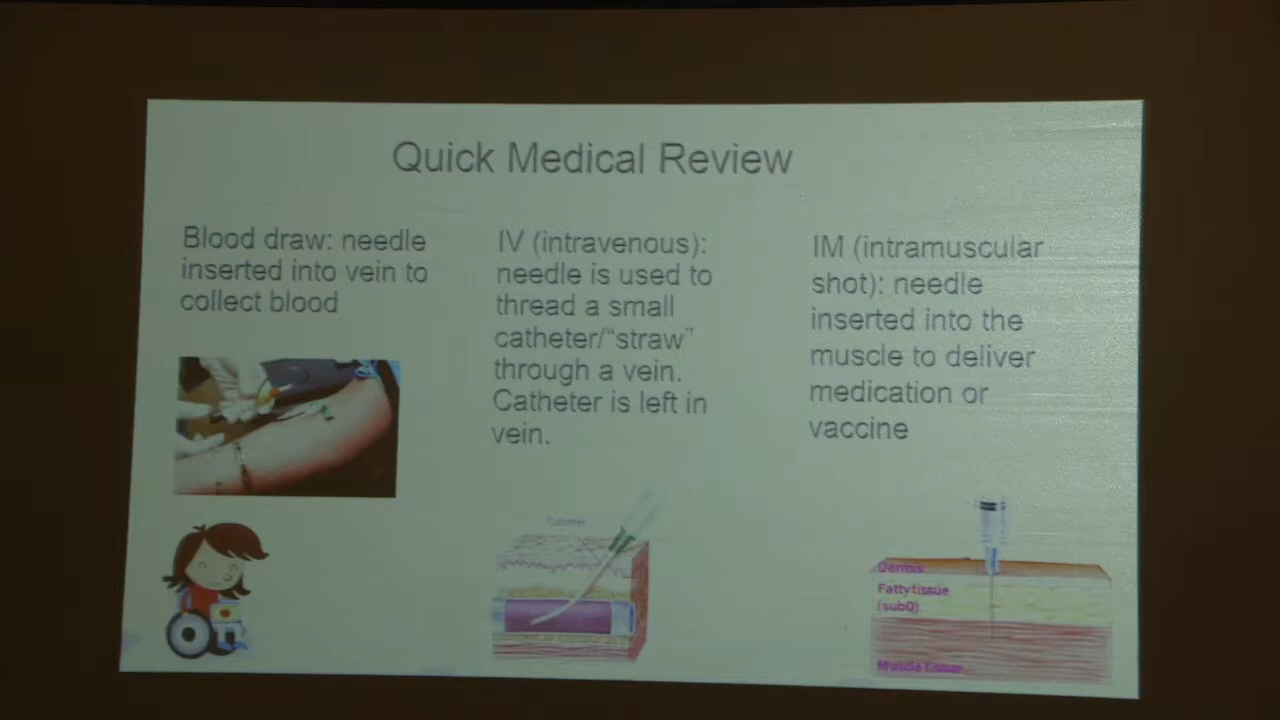 Quick Medical Review
Blood draw: needle
inserted into vein to
collect blood
IV (intravenous):
needle is used to
thread a small
catheter/“straw”
through a vein.
Catheter is left in
vein.
IM (intramuscular
shot): needle
inserted into the
muscle to deliver
medication or
vaccine
Catheter
Dermis
Fatty tissue
(subQ)
Muscle tissue